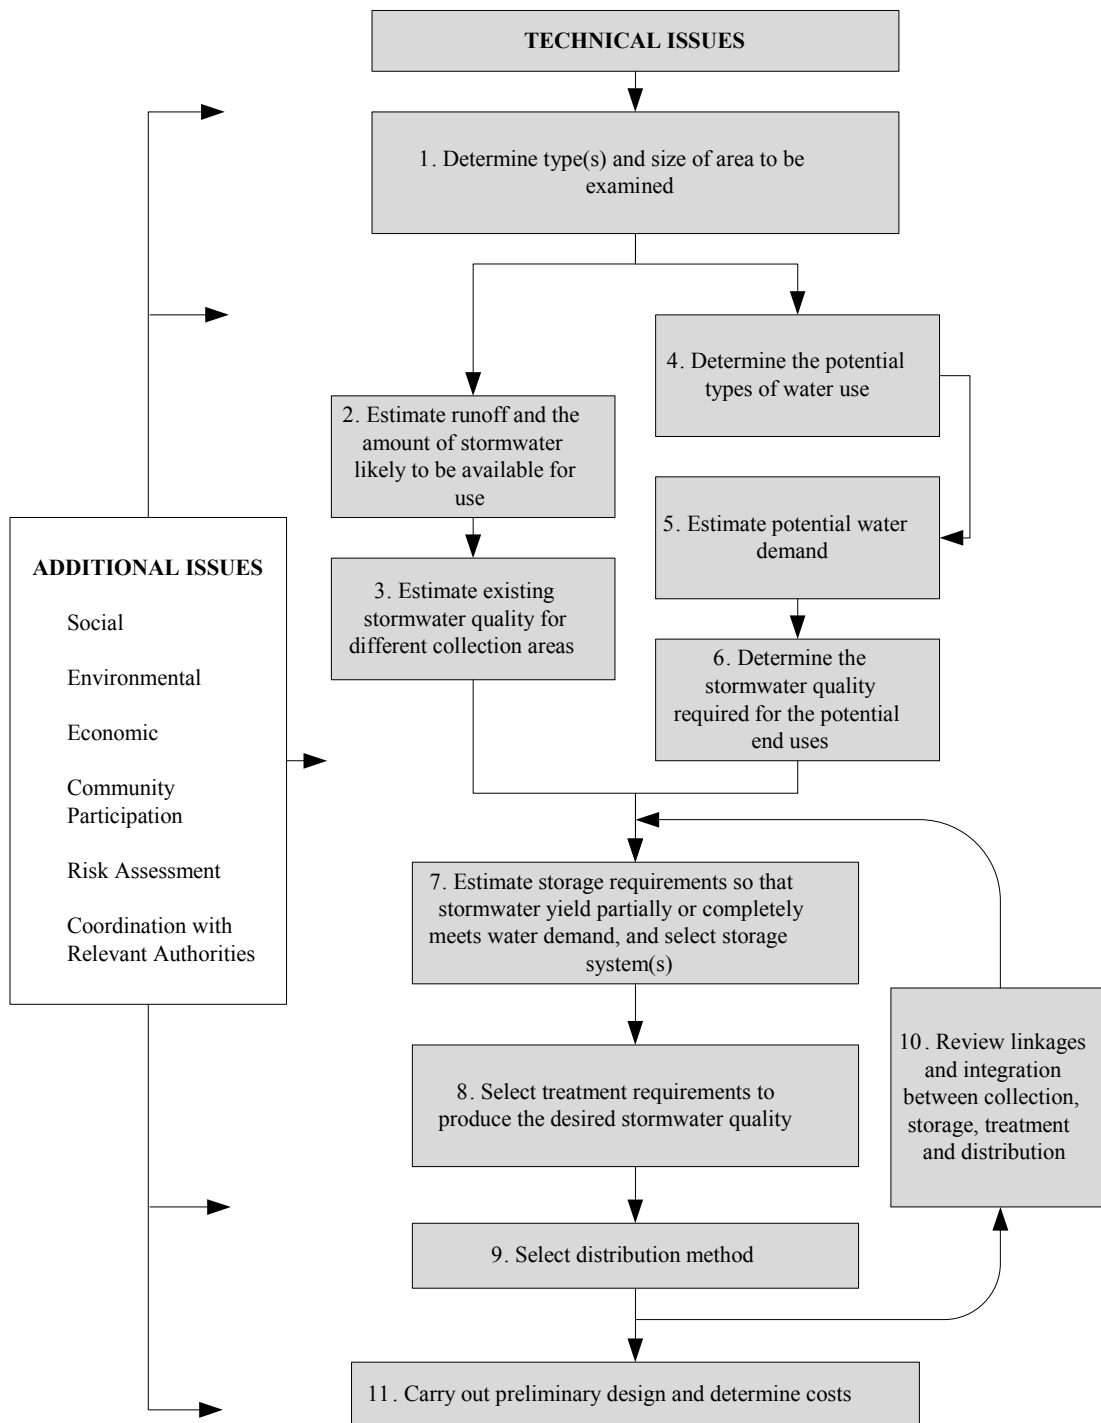 TECHNICAL ISSUES
1. Determine type(s) and size of area to be
examined
2. Estimate runoff and the
amount of stormwater
likely to be available for
use
3. Estimate existing
stormwater quality for
different collection areas
4. Determine the potential
types of water use
5. Estimate potential water
demand
6. Determine the
stormwater quality
required for the potential
end uses
ADDITIONAL ISSUES
Social
Environmental
Economic
Community
Participation
Risk Assessment
Coordination with
Relevant Authorities
7. Estimate storage requirements so that
stormwater yield partially or completely
meets water demand, and select storage
system(s)
8. Select treatment requirements to
produce the desired stormwater quality
9. Select distribution method
10. Review linkages
and integration
between collection,
storage, treatment
and distribution
11. Carry out preliminary design and determine costs